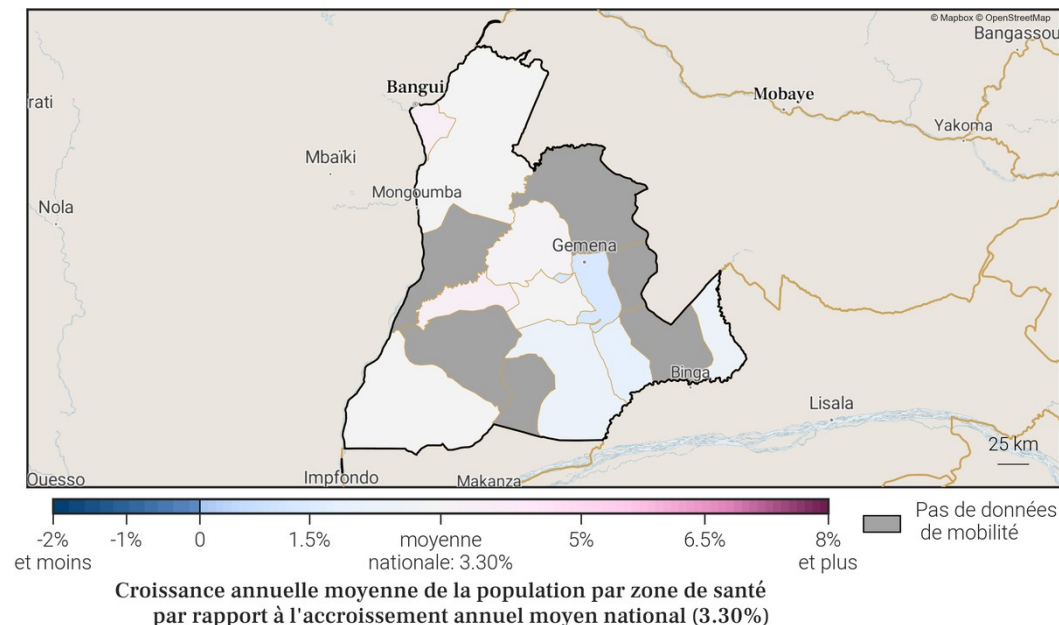 © Mapbox © OpenStreetMap
Bangassou
Bangui
Mobaye
rati
Yakoma
Mbaïki
Mongoumba
Nola
Gemena
Binga
Lisala
25 km
Ouesso
Impfondo
Makanza
-2%
et moins
-1%
0
1.5%
moyenne
nationale: 3.30%
5%
6.5%
8%
et plus
Pas de données
de mobilité
Croissance annuelle moyenne de la population par zone de santé
par rapport à l'accroissement annuel moyen national (3.30%)